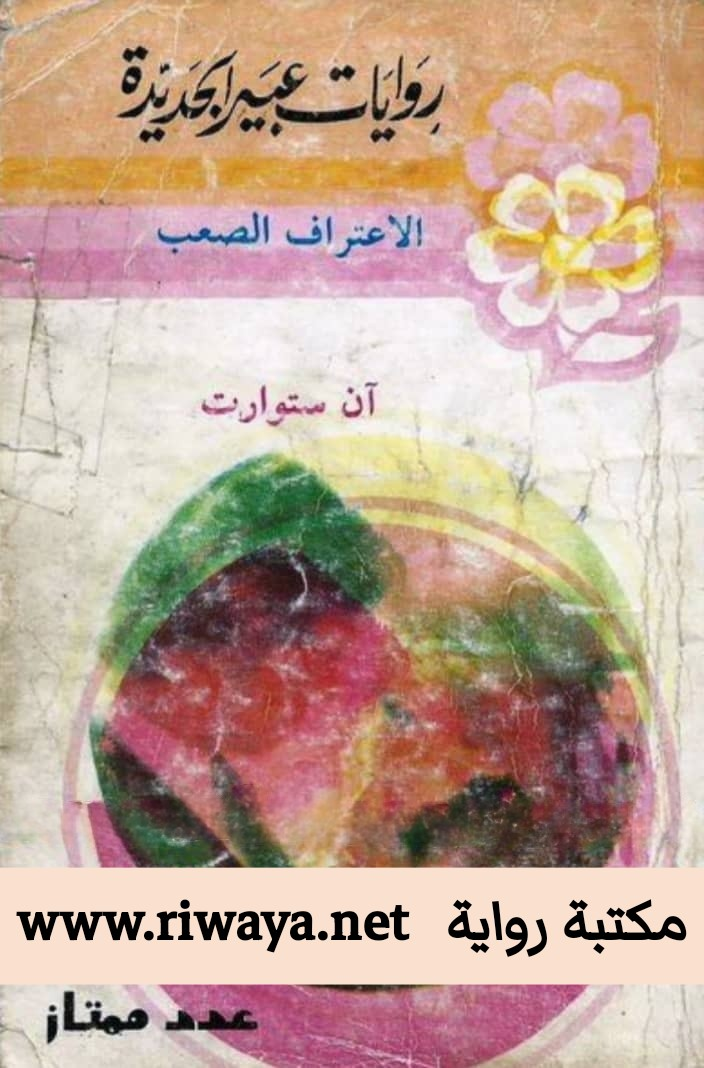 روايات عبير الجديدة
الاعتراف الصعب
آن ستوارت
مكتبة رواية www.riwaya.net
عدد ممتاز